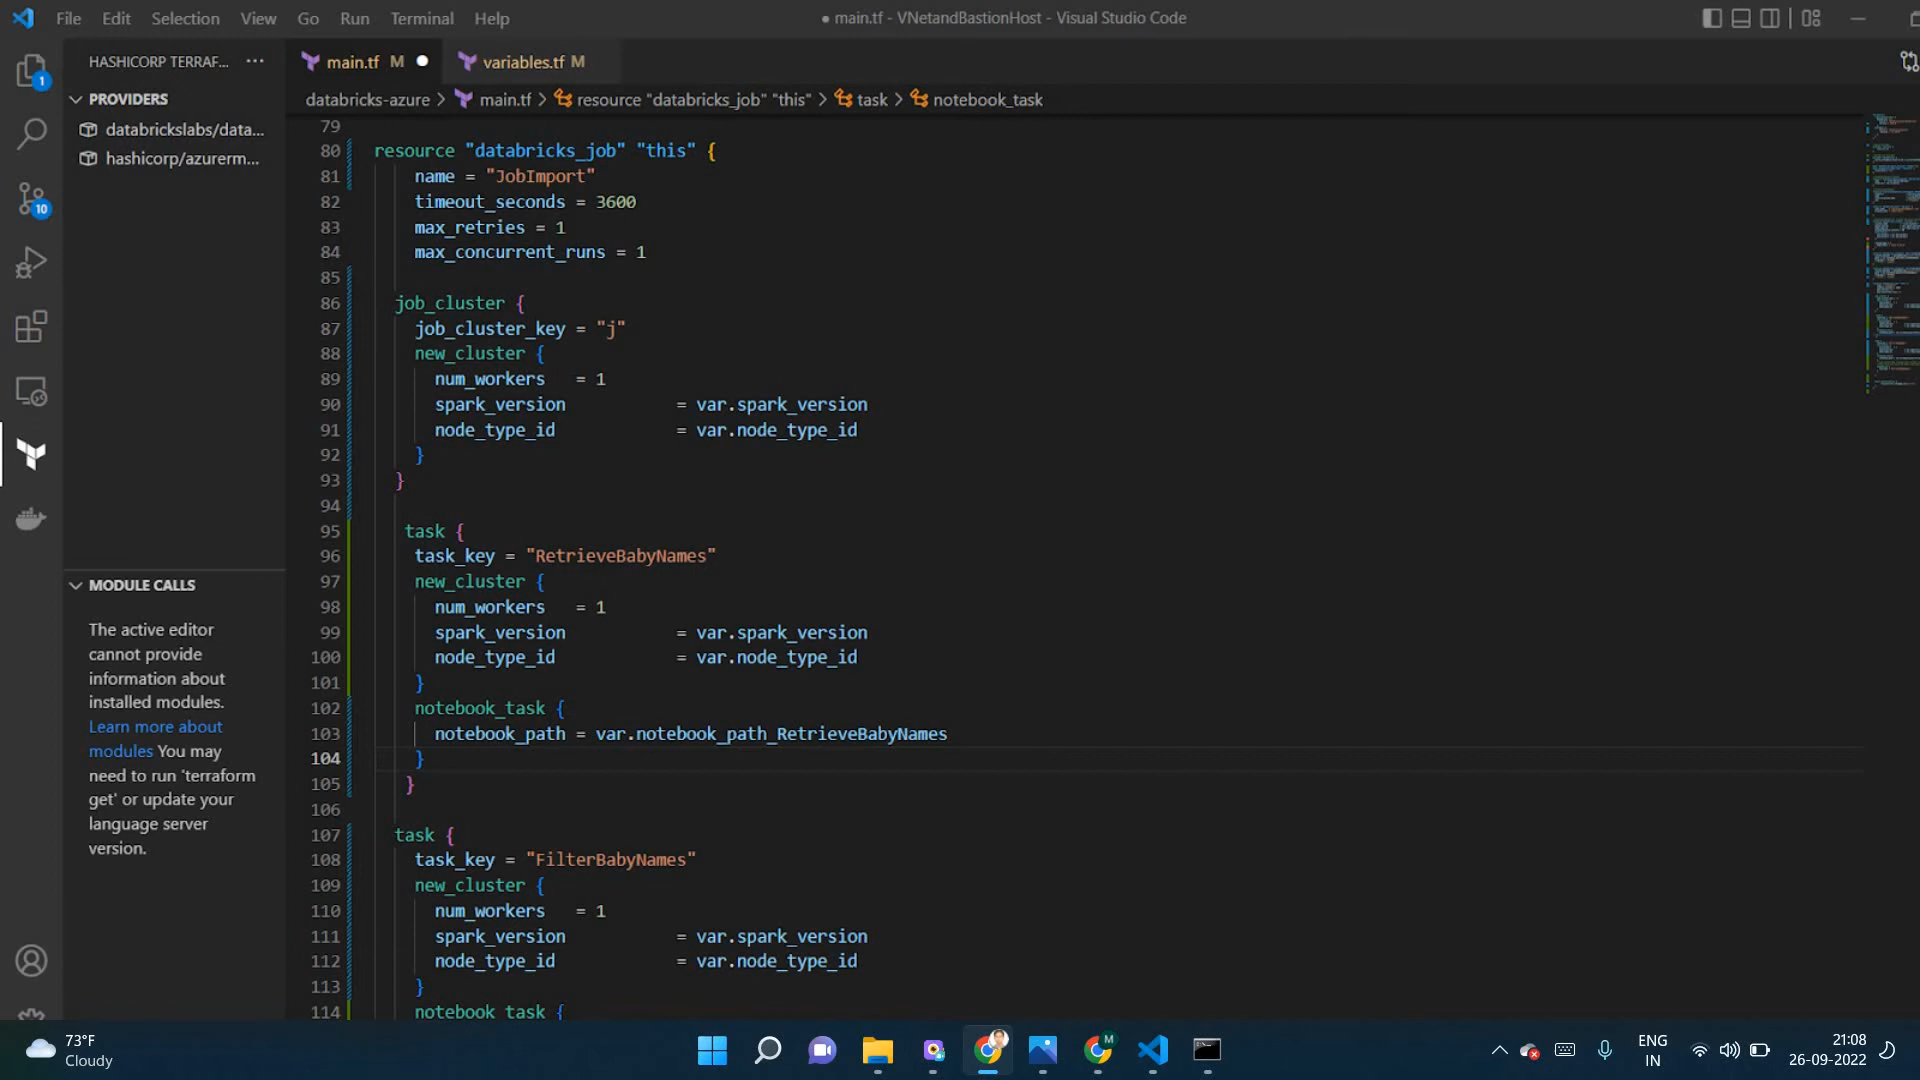 File Edit Selection View Go Run Terminal Help
● main.tf - VNetandBastionHost - Visual Studio Code
HASHICORP TERRAF... ···
main.tf M ●
variables.tf M
PROVIDERS
databrickslabs/data...
hashicorp/azurerm...
databricks-azure > main.tf > resource "databricks_job" "this" > task > notebook_task
79
80 resource "databricks_job" "this" {
81 name = "JobImport"
82 timeout_seconds = 3600
83 max_retries = 1
84 max_concurrent_runs = 1
85
86 job_cluster {
87 job_cluster_key = "j"
88 new_cluster {
89 num_workers = 1
90 spark_version = var.spark_version
91 node_type_id = var.node_type_id
92 }
93 }
94
95 task {
96 task_key = "RetrieveBabyNames"
97 new_cluster {
98 num_workers = 1
99 spark_version = var.spark_version
100 node_type_id = var.node_type_id
101 }
102 notebook_task {
103 notebook_path = var.notebook_path_RetrieveBabyNames
104 }
105 }
106
107 task {
108 task_key = "FilterBabyNames"
109 new_cluster {
110 num_workers = 1
111 spark_version = var.spark_version
112 node_type_id = var.node_type_id
113 }
114 notebook_task {
1
10
MODULE CALLS
The active editor
cannot provide
information about
installed modules.
Learn more about
modules You may
need to run 'terraform
get' or update your
language server
version.
73°F
Cloudy
M
ENG
IN
21:08
26-09-2022